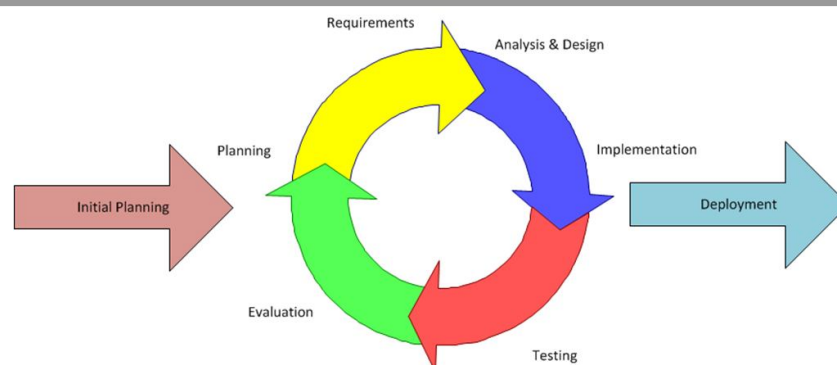 Requirements
Analysis & Design
Planning
Implementation
Initial Planning
Deployment
Evaluation
Testing